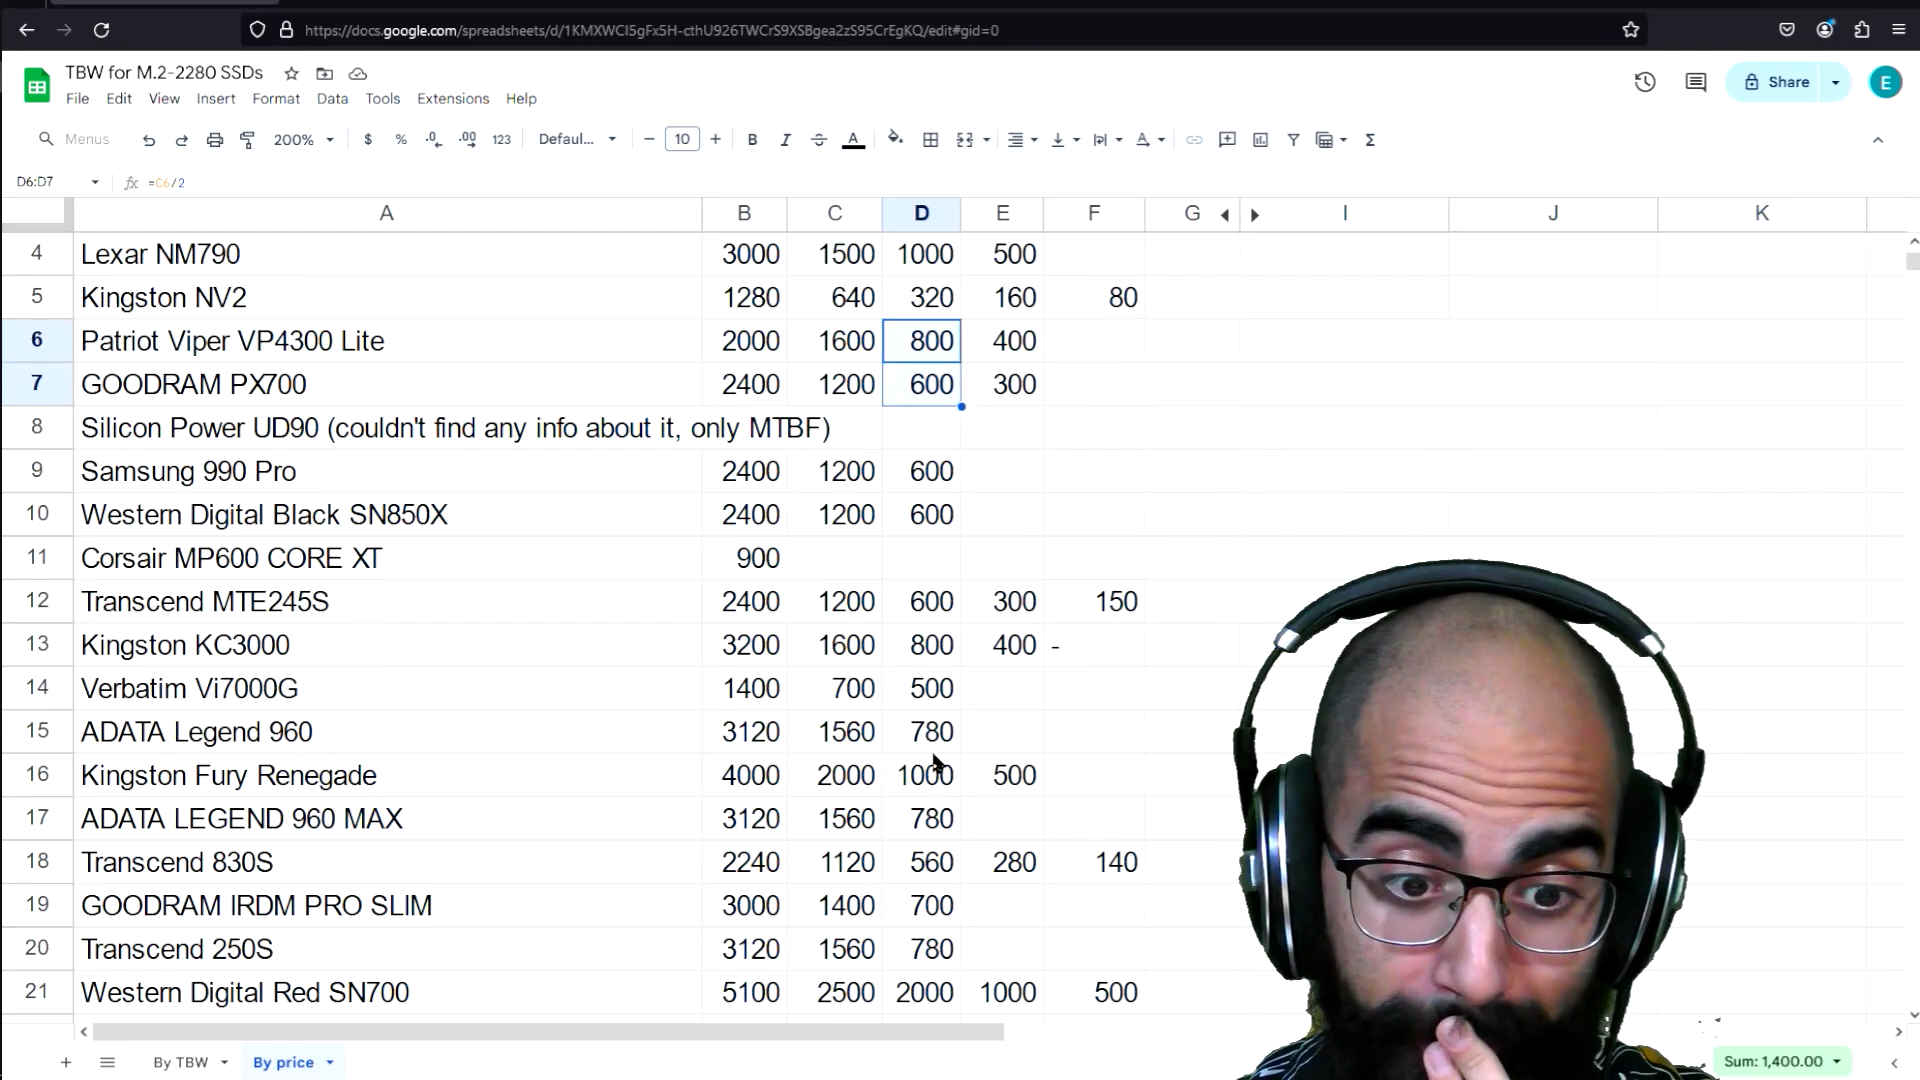 https://docs.google.com/spreadsheets/d/1KMXWCI5gFx5H-cthU926TWCrS9XSBgea2zS95CrEgKQ/edit#gid=0
TBW for M.2-2280 SSDs
File Edit View Insert Format Data Tools Extensions Help
Share
E
Menus 200% $ % .0 .00 123 Defaul... − 10 + B I A Σ
D6:D7 fx =C6/2
A B C D E F G I J K
4 Lexar NM790 3000 1500 1000 500
5 Kingston NV2 1280 640 320 160 80
6 Patriot Viper VP4300 Lite 2000 1600 800 400
7 GOODRAM PX700 2400 1200 600 300
8 Silicon Power UD90 (couldn't find any info about it, only MTBF)
9 Samsung 990 Pro 2400 1200 600
10 Western Digital Black SN850X 2400 1200 600
11 Corsair MP600 CORE XT 900
12 Transcend MTE245S 2400 1200 600 300 150
13 Kingston KC3000 3200 1600 800 400 -
14 Verbatim Vi7000G 1400 700 500
15 ADATA Legend 960 3120 1560 780
16 Kingston Fury Renegade 4000 2000 1000 500
17 ADATA LEGEND 960 MAX 3120 1560 780
18 Transcend 830S 2240 1120 560 280 140
19 GOODRAM IRDM PRO SLIM 3000 1400 700
20 Transcend 250S 3120 1560 780
21 Western Digital Red SN700 5100 2500 2000 1000 500
By TBW By price Sum: 1,400.00